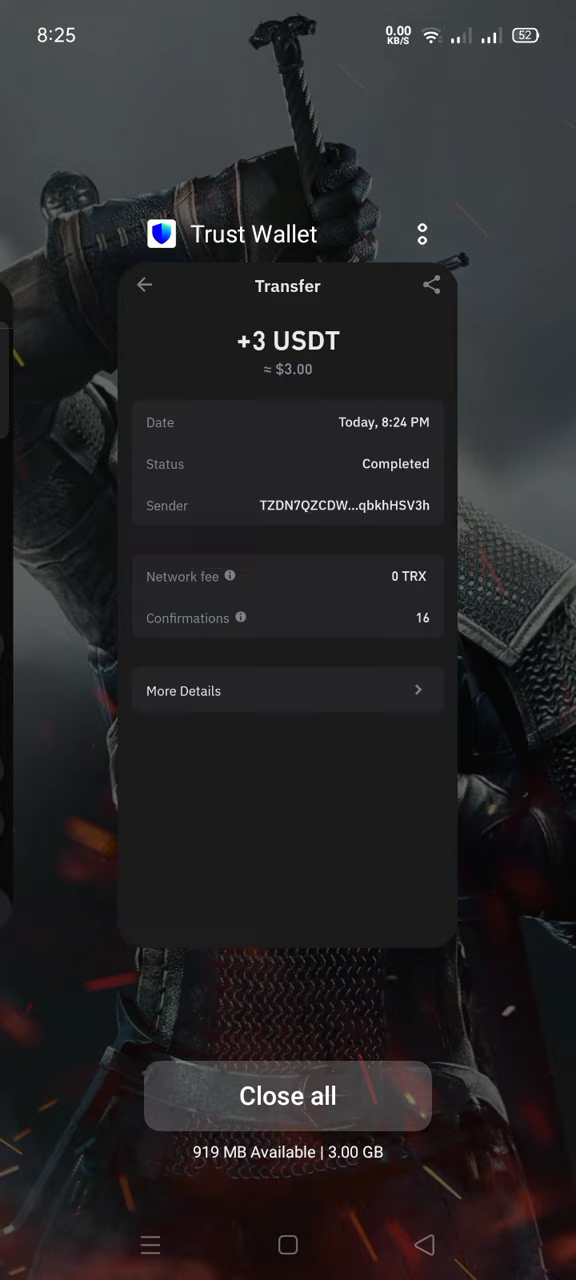 8:25 0.00 KB/S 52
Trust Wallet
Transfer
+3 USDT
≈ $3.00
Date Today, 8:24 PM
Status Completed
Sender TZDN7QZCDW...qbkhHSV3h
Network fee 0 TRX
Confirmations 16
More Details
Close all
919 MB Available | 3.00 GB